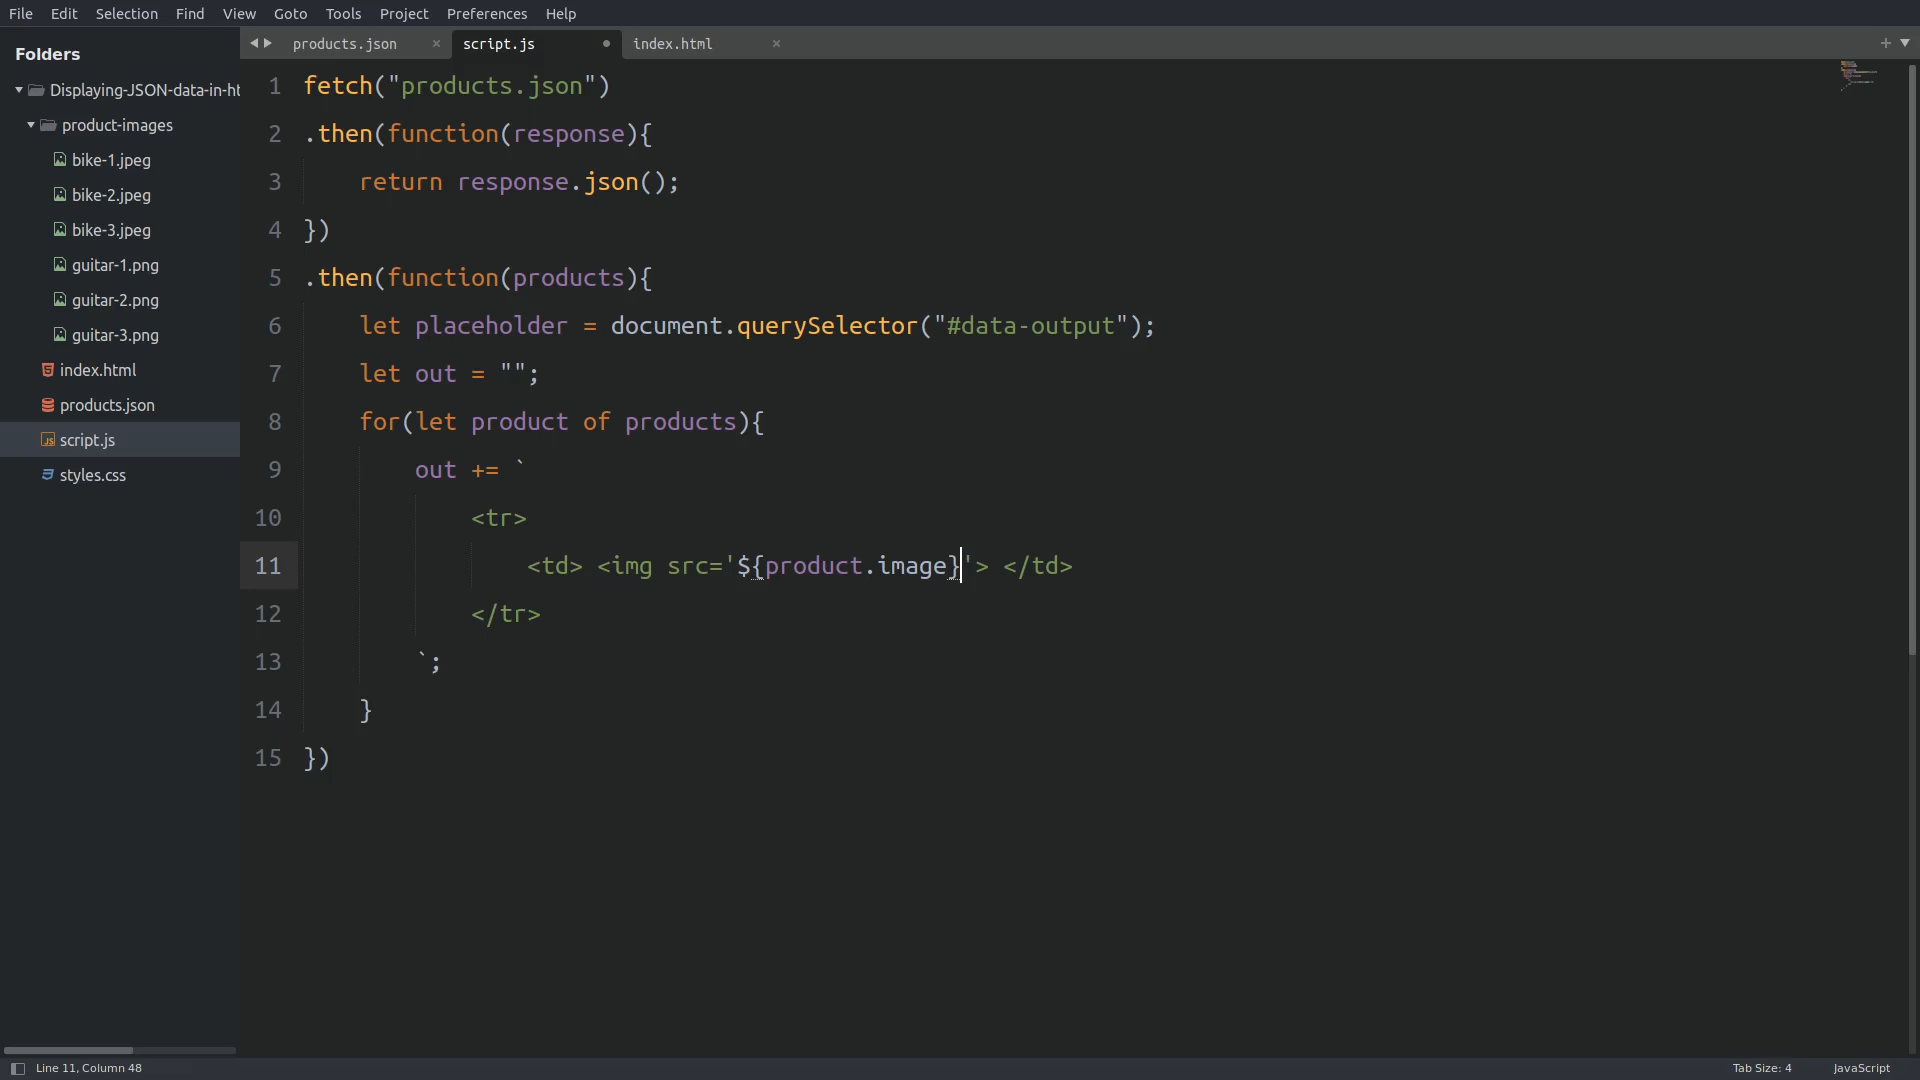 File Edit Selection Find View Goto Tools Project Preferences Help
Folders
Displaying-JSON-data-in-ht
product-images
bike-1.jpeg
bike-2.jpeg
bike-3.jpeg
guitar-1.png
guitar-2.png
guitar-3.png
index.html
products.json
script.js
styles.css
products.json × script.js index.html ×
1 fetch("products.json")
2 .then(function(response){
3 return response.json();
4 })
5 .then(function(products){
6 let placeholder = document.querySelector("#data-output");
7 let out = "";
8 for(let product of products){
9 out += `
10 <tr>
11 <td> <img src='${product.image}'> </td>
12 </tr>
13 `;
14 }
15 })
Line 11, Column 48 Tab Size: 4 JavaScript